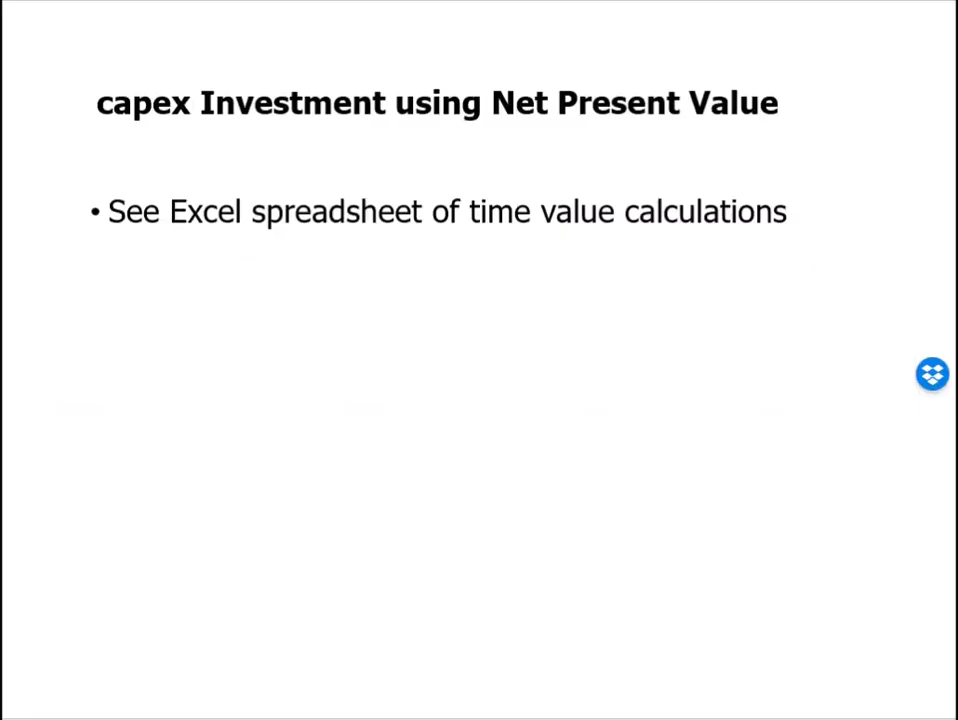 capex Investment using Net Present Value
• See Excel spreadsheet of time value calculations